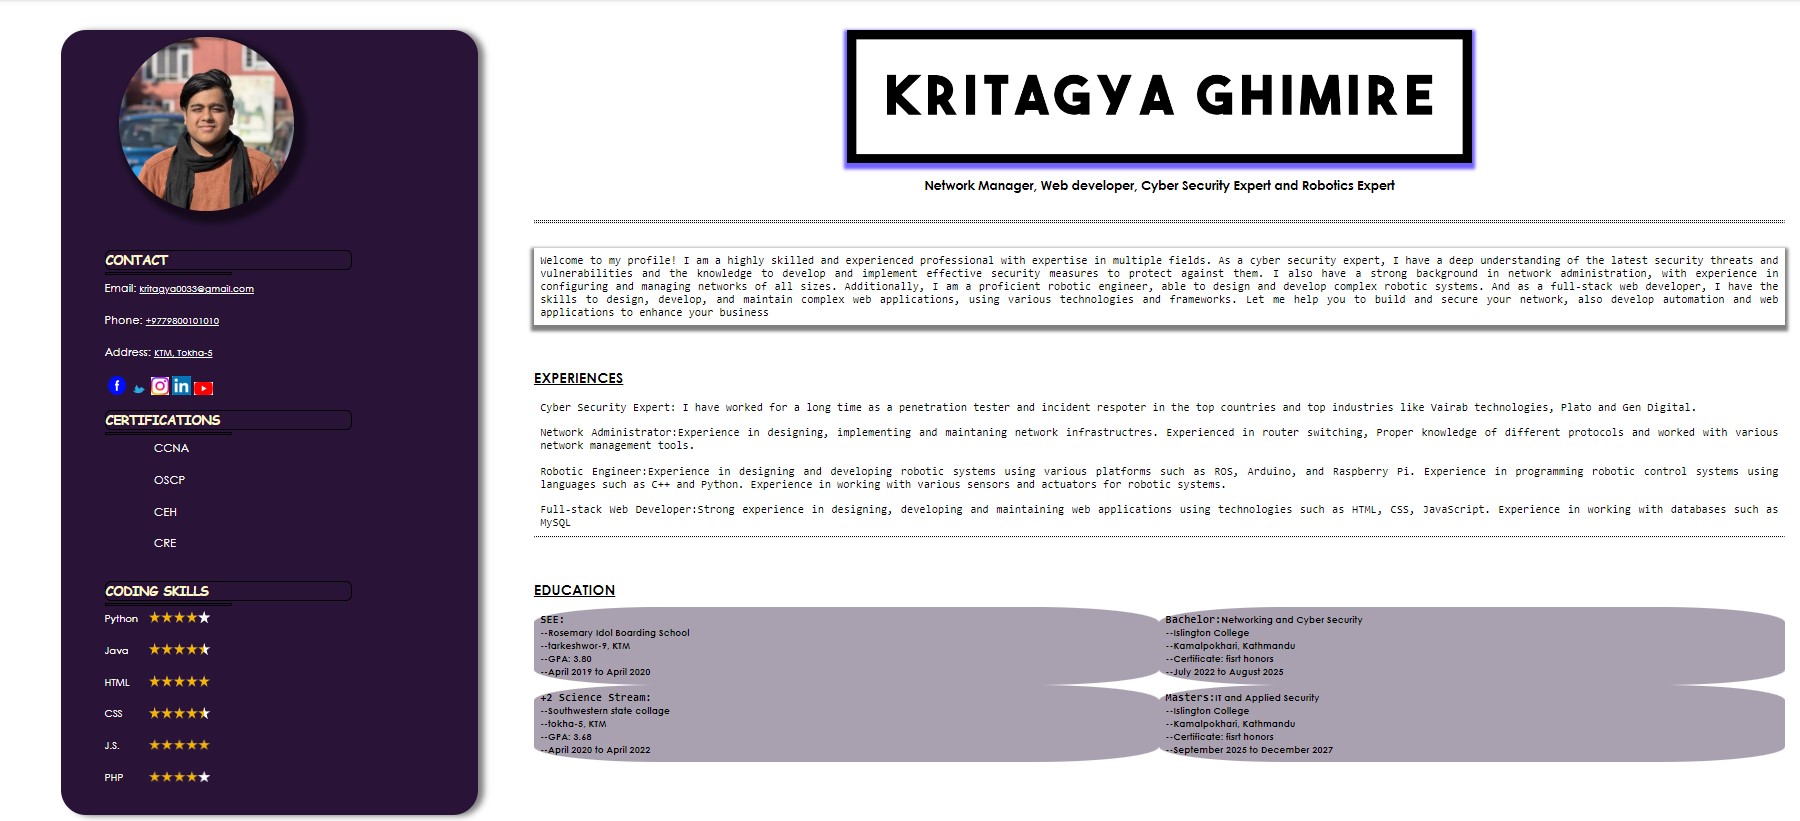 CONTACT
Email: kritagya0033@gmail.com
Phone: +9779800101010
Address: KTM, Tokha-5
CERTIFICATIONS
CCNA
OSCP
CEH
CRE
CODING SKILLS
Python
Java
HTML
CSS
J.S.
PHP
KRITAGYA GHIMIRE
Network Manager, Web developer, Cyber Security Expert and Robotics Expert
Welcome to my profile! I am a highly skilled and experienced professional with expertise in multiple fields. As a cyber security expert, I have a deep understanding of the latest security threats and
vulnerabilities and the knowledge to develop and implement effective security measures to protect against them. I also have a strong background in network administration, with experience in
configuring and managing networks of all sizes. Additionally, I am a proficient robotic engineer, able to design and develop complex robotic systems. And as a full-stack web developer, I have the
skills to design, develop, and maintain complex web applications, using various technologies and frameworks. Let me help you to build and secure your network, also develop automation and web
applications to enhance your business
EXPERIENCES
Cyber Security Expert: I have worked for a long time as a penetration tester and incident respoter in the top countries and top industries like Vairab technologies, Plato and Gen Digital.
Network Administrator:Experience in designing, implementing and maintaning network infrastructres. Experienced in router switching, Proper knowledge of different protocols and worked with various
network management tools.
Robotic Engineer:Experience in designing and developing robotic systems using various platforms such as ROS, Arduino, and Raspberry Pi. Experience in programming robotic control systems using
languages such as C++ and Python. Experience in working with various sensors and actuators for robotic systems.
Full-stack Web Developer:Strong experience in designing, developing and maintaining web applications using technologies such as HTML, CSS, JavaScript. Experience in working with databases such as
MySQL
EDUCATION
SEE:
--Rosemary Idol Boarding School
--tarkeshwor-9, KTM
--GPA: 3.80
--April 2019 to April 2020
Bachelor:Networking and Cyber Security
--Islington College
--Kamalpokhari, Kathmandu
--Certificate: fisrt honors
--July 2022 to August 2025
+2 Science Stream:
--Southwestern state collage
--tokha-5, KTM
--GPA: 3.68
--April 2020 to April 2022
Masters:IT and Applied Security
--Islington College
--Kamalpokhari, Kathmandu
--Certificate: fisrt honors
--September 2025 to December 2027